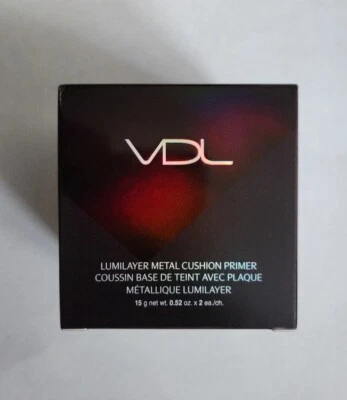 VDL
LUMILAYER METAL CUSHION PRIMER
COUSSIN BASE DE TEINT AVEC PLAQUE
MÉTALLIQUE LUMILAYER
15 g net wt. 0.52 oz. x 2 ea./ch.